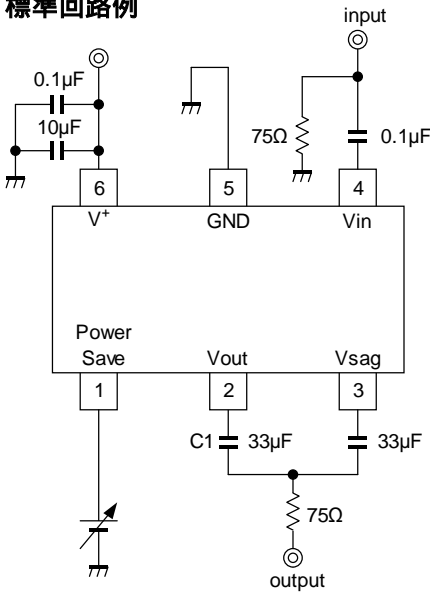 標準回路例
input
0.1µF
10µF
75Ω
0.1µF
6
5
4
V+
GND
Vin
Power
Save
Vout
Vsag
1
2
3
C1
33µF
33µF
75Ω
output